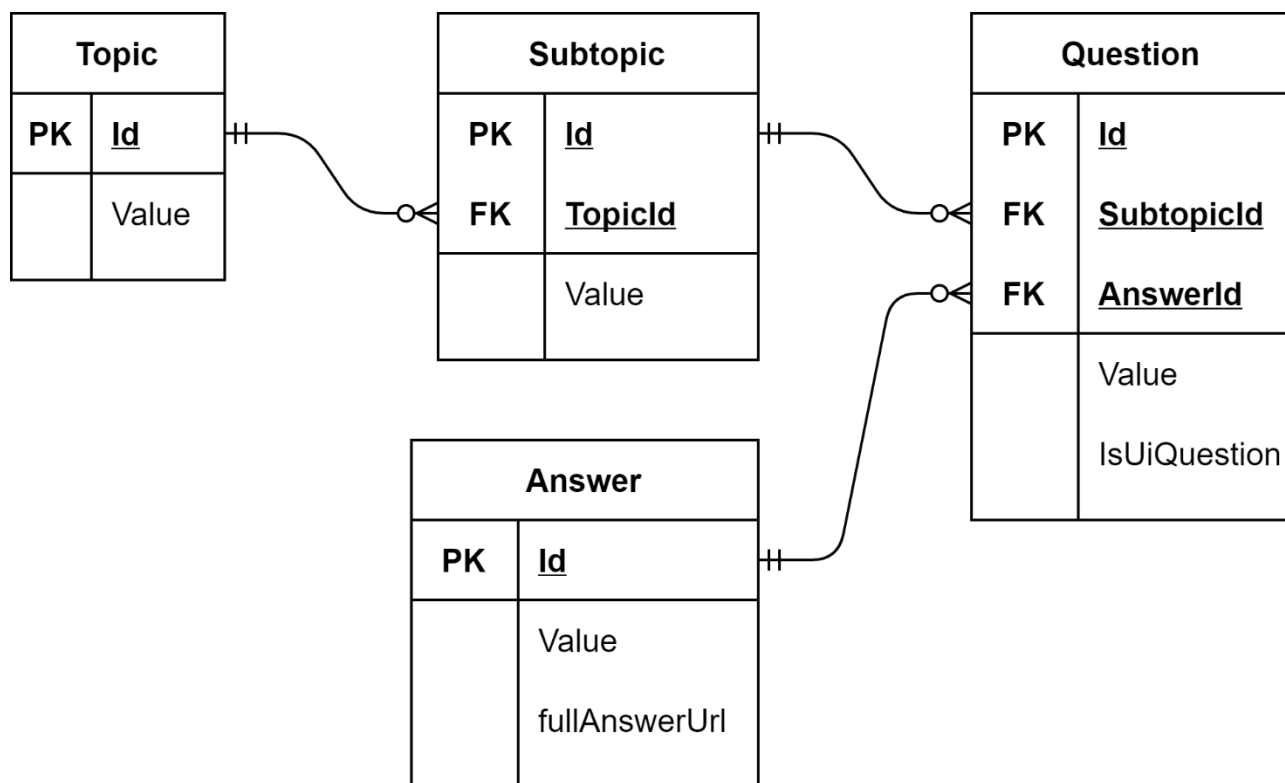 Topic
PK Id
Value
Subtopic
PK Id
FK TopicId
Value
Question
PK Id
FK SubtopicId
FK AnswerId
Value
IsUiQuestion
Answer
PK Id
Value
fullAnswerUrl